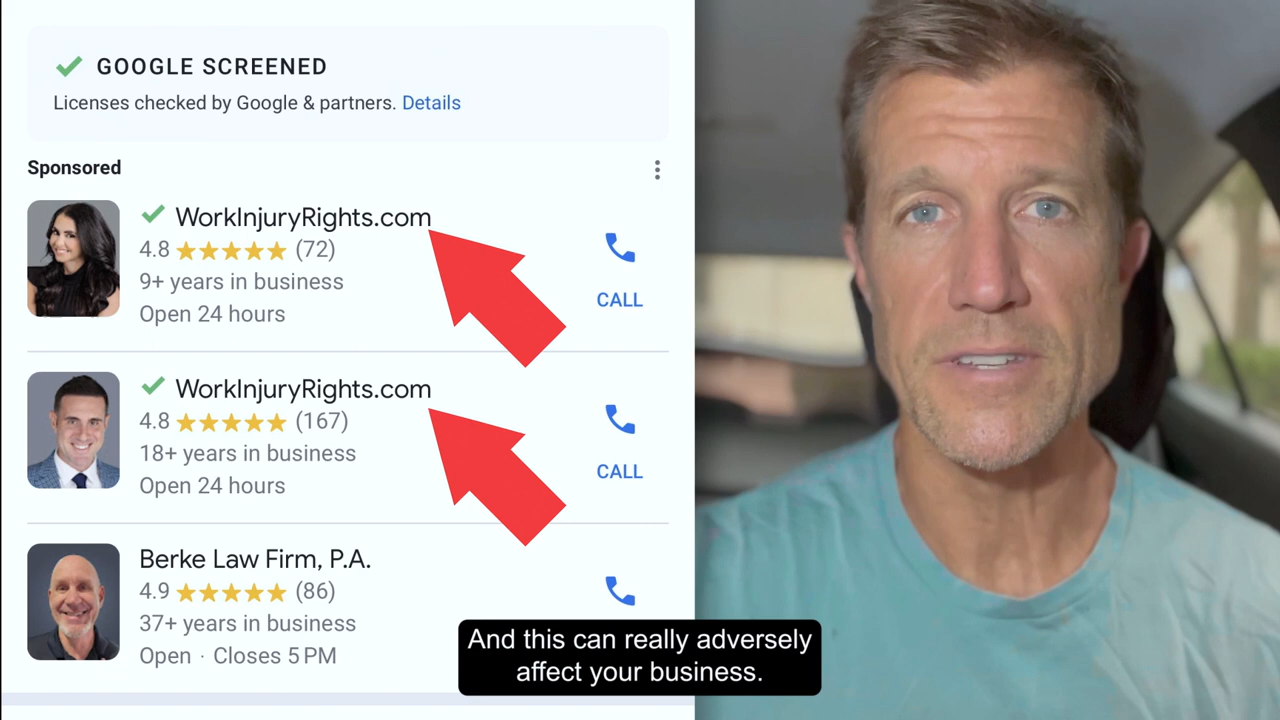 GOOGLE SCREENED
Licenses checked by Google & partners. Details
Sponsored
WorkInjuryRights.com
4.8 (72)
9+ years in business
Open 24 hours
CALL
WorkInjuryRights.com
4.8 (167)
18+ years in business
Open 24 hours
CALL
Berke Law Firm, P.A.
4.9 (86)
37+ years in business
Open · Closes 5 PM
And this can really adversely
affect your business.